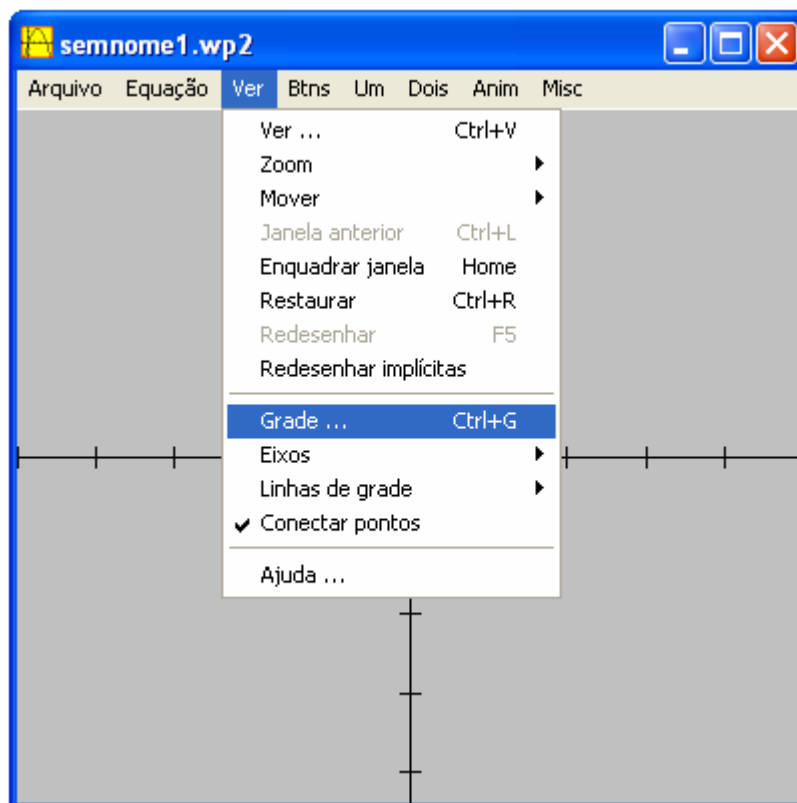 semnome1.wp2
Arquivo Equação Ver Btns Um Dois Anim Misc
Ver ... Ctrl+V
Zoom
Mover
Janela anterior Ctrl+L
Enquadrar janela Home
Restaurar Ctrl+R
Redesenhar F5
Redesenhar implícitas
Grade ... Ctrl+G
Eixos
Linhas de grade
Conectar pontos
Ajuda ...